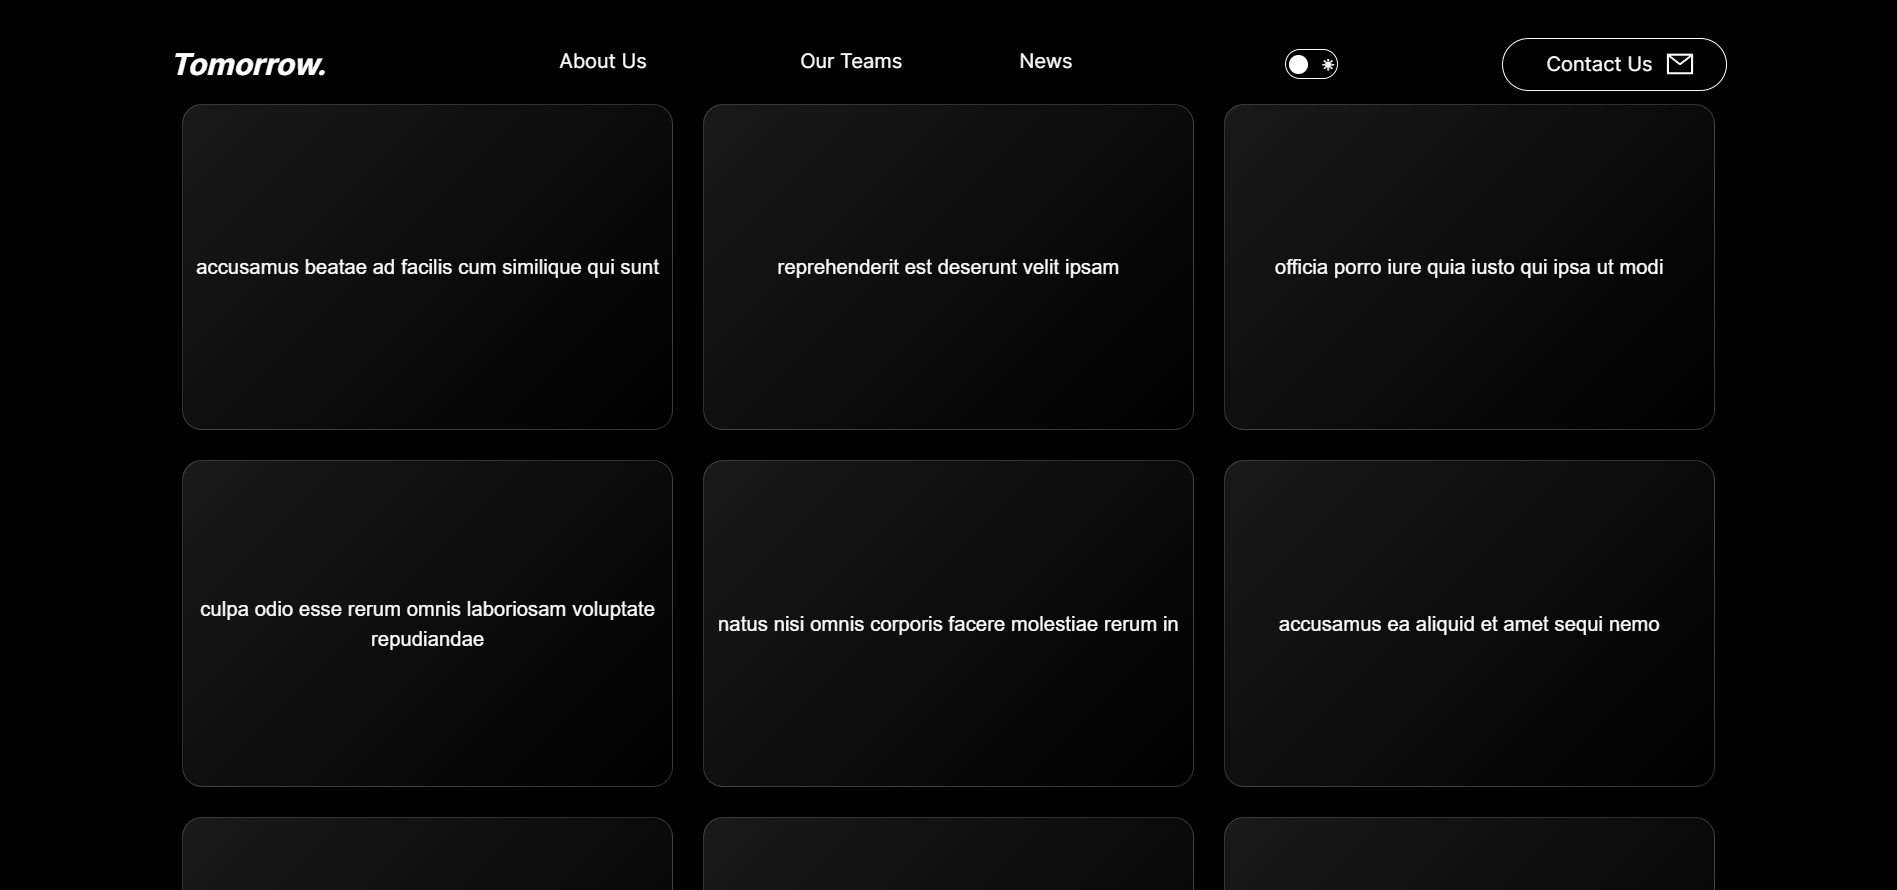 Tomorrow.
About Us
Our Teams
News
Contact Us
accusamus beatae ad facilis cum similique qui sunt
reprehenderit est deserunt velit ipsam
officia porro iure quia iusto qui ipsa ut modi
culpa odio esse rerum omnis laboriosam voluptate
repudiandae
natus nisi omnis corporis facere molestiae rerum in
accusamus ea aliquid et amet sequi nemo